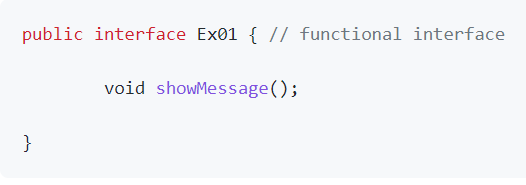 public interface Ex01 { // functional interface
void showMessage();
}